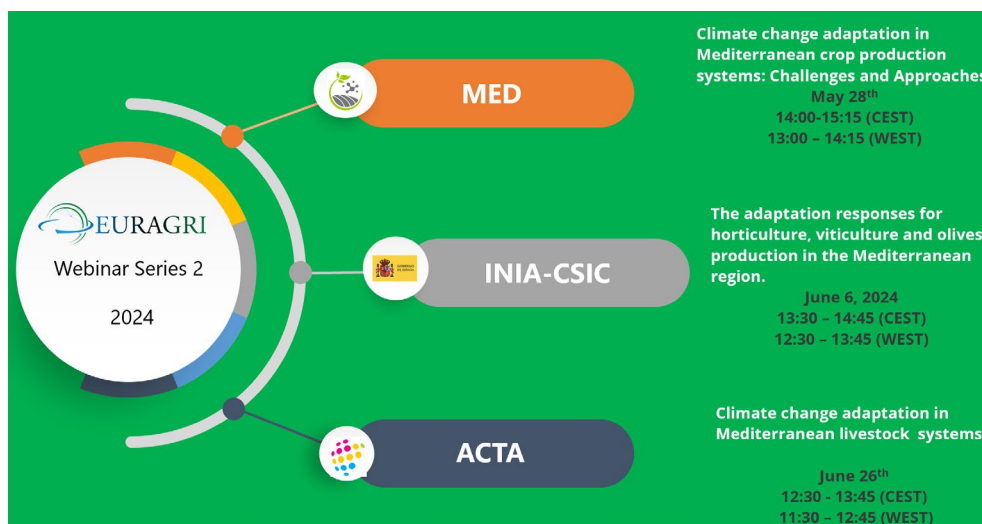 EURAGRI
Webinar Series 2
2024
MED
Climate change adaptation in
Mediterranean crop production
systems: Challenges and Approaches
May 28th
14:00-15:15 (CEST)
13:00 – 14:15 (WEST)
INIA-CSIC
The adaptation responses for
horticulture, viticulture and olives
production in the Mediterranean
region.
June 6, 2024
13:30 – 14:45 (CEST)
12:30 – 13:45 (WEST)
ACTA
Climate change adaptation in
Mediterranean livestock systems
June 26th
12:30 - 13:45 (CEST)
11:30 – 12:45 (WEST)